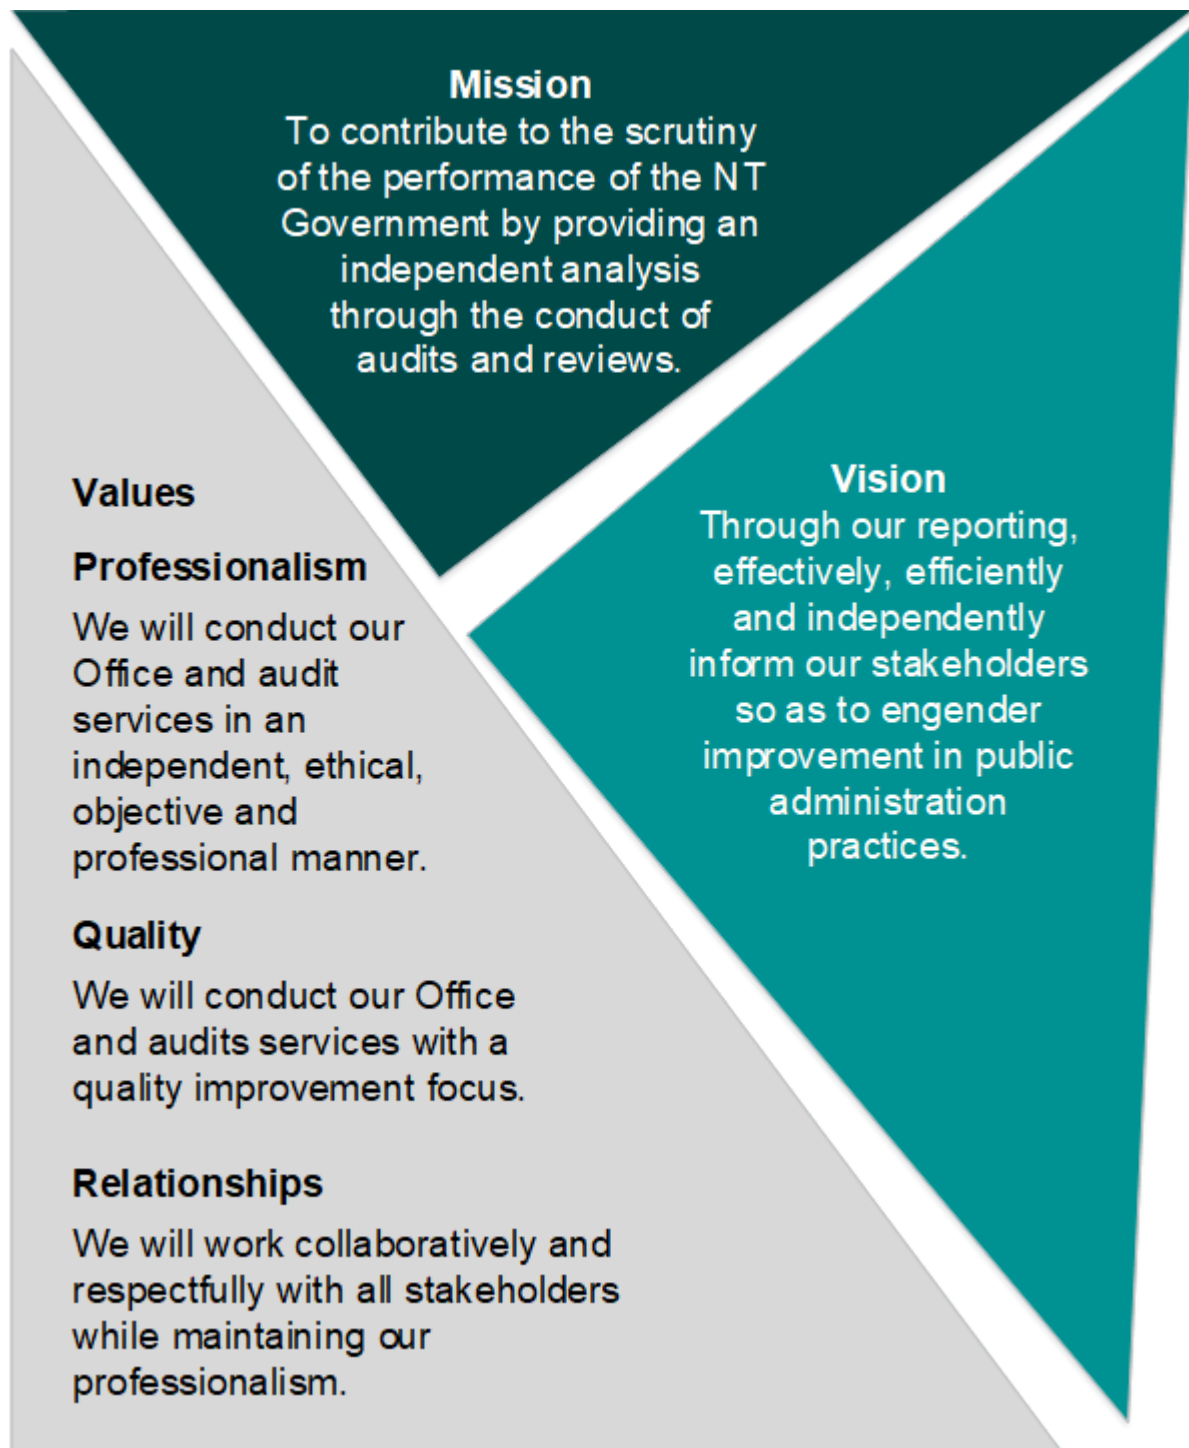 Mission
To contribute to the scrutiny
of the performance of the NT
Government by providing an
independent analysis
through the conduct of
audits and reviews.
Vision
Through our reporting,
effectively, efficiently
and independently
inform our stakeholders
so as to engender
improvement in public
administration
practices.
Values
Professionalism
We will conduct our
Office and audit
services in an
independent, ethical,
objective and
professional manner.
Quality
We will conduct our Office
and audits services with a
quality improvement focus.
Relationships
We will work collaboratively and
respectfully with all stakeholders
while maintaining our
professionalism.